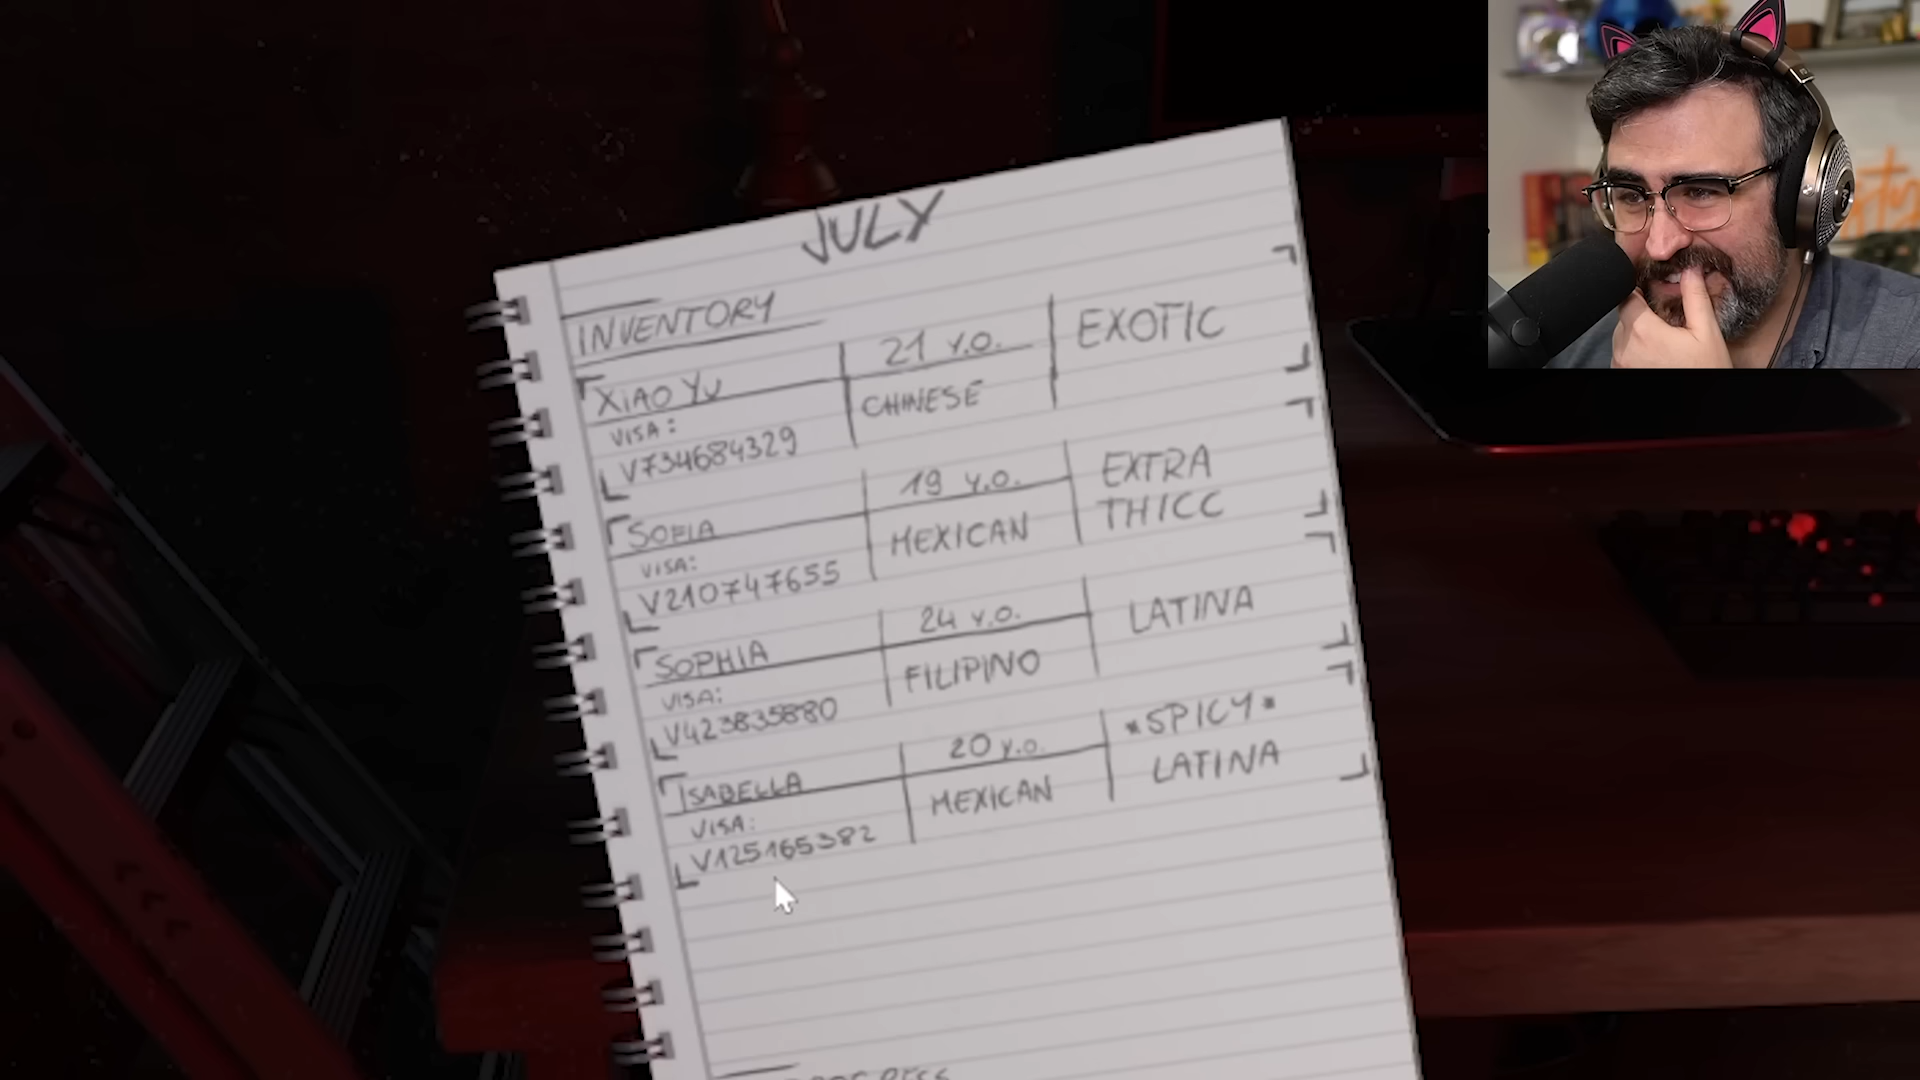 JULY
INVENTORY
XIAO YU
21 Y.O.
EXOTIC
VISA:
CHINESE
V734684329
SOFIA
19 Y.O.
EXTRA
THICC
VISA:
MEXICAN
V210747655
SOPHIA
24 Y.O.
LATINA
VISA:
FILIPINO
V423835880
ISABELLA
20 Y.O.
*SPICY*
LATINA
VISA:
MEXICAN
V125165382